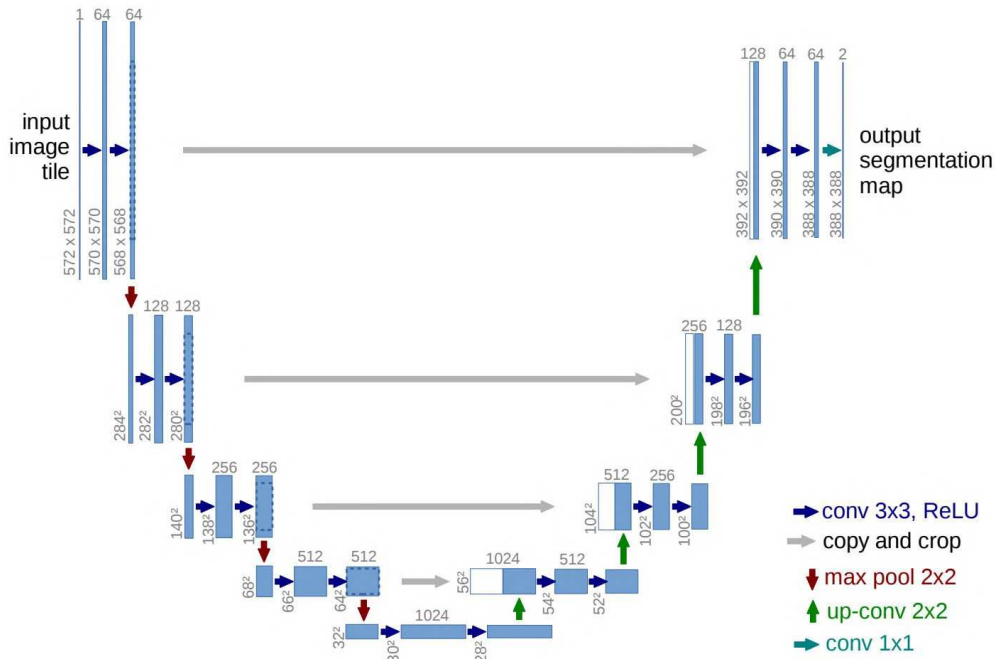 1 64 64
128 64 64 2
input
image
tile
output
segmentation
map
572 x 572
570 x 570
568 x 568
392 x 392
390 x 390
388 x 388
388 x 388
128 128
256 128
284²
282²
280²
200²
198²
196²
256 256
512 256
140²
138²
136²
104²
102²
100²
512 512
1024 512
68²
66²
64²
56²
54²
52²
1024
32²
30²
28²
conv 3x3, ReLU
copy and crop
max pool 2x2
up-conv 2x2
conv 1x1